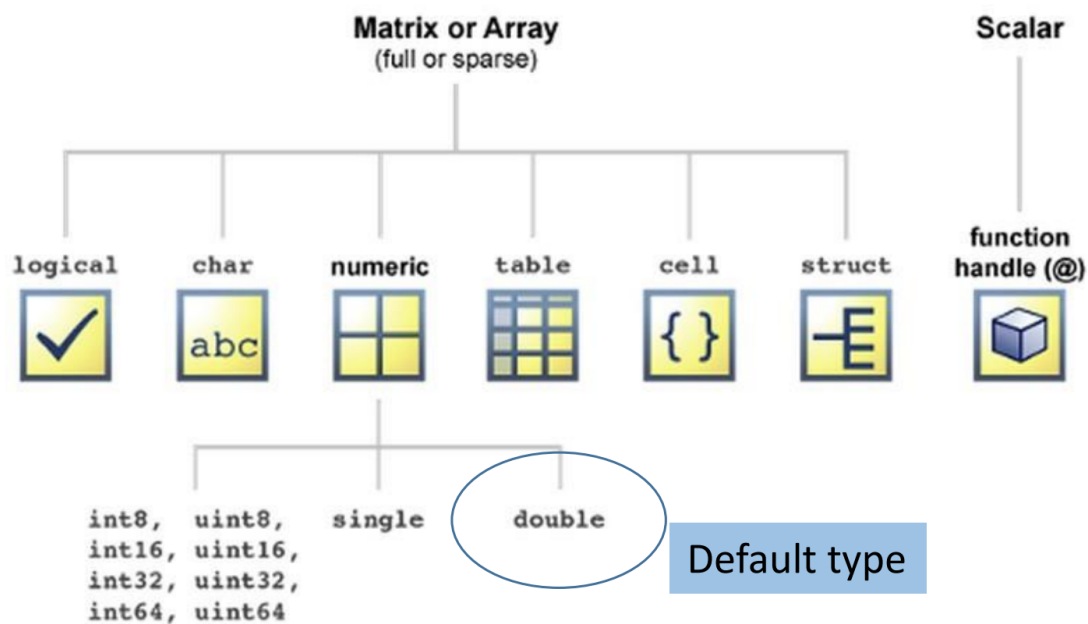 Matrix or Array
(full or sparse)
Scalar
logical
char
numeric
table
cell
struct
function
handle (@)
abc
{ }
int8, uint8,
int16, uint16,
int32, uint32,
int64, uint64
single
double
Default type